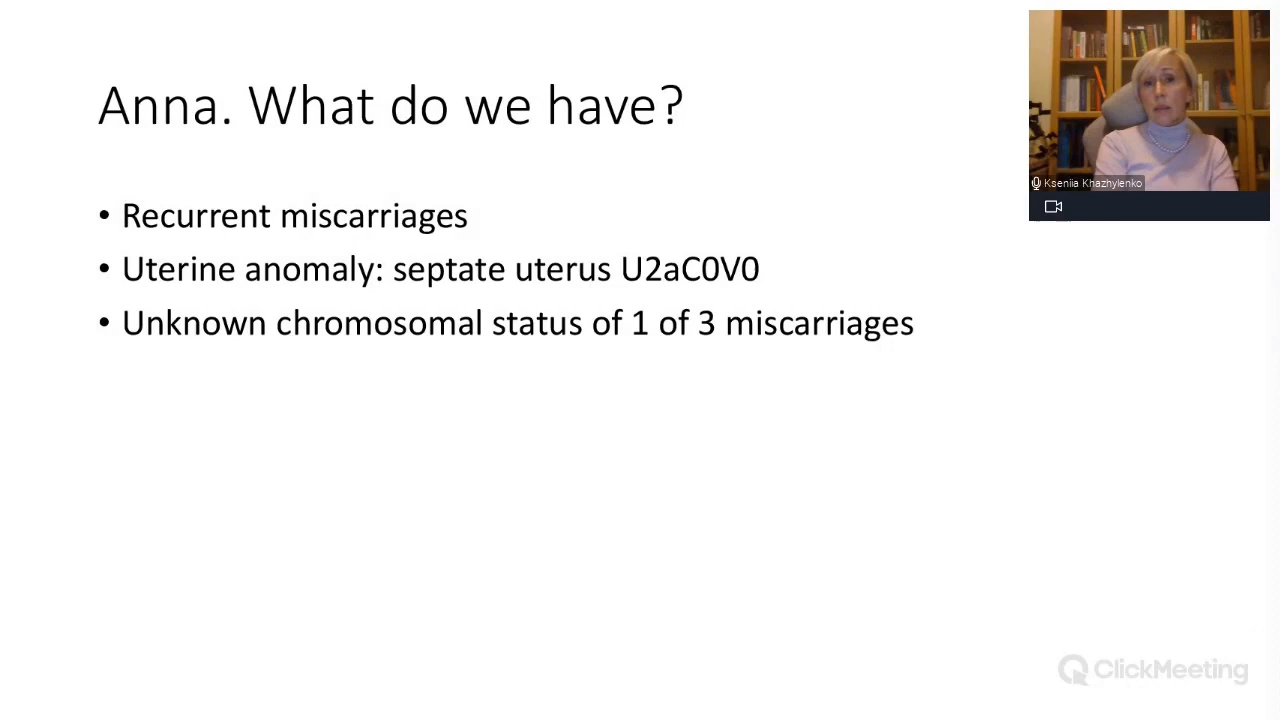 Anna. What do we have?
• Recurrent miscarriages
• Uterine anomaly: septate uterus U2aC0V0
• Unknown chromosomal status of 1 of 3 miscarriages
Kseniia Khazhylenko
ClickMeeting